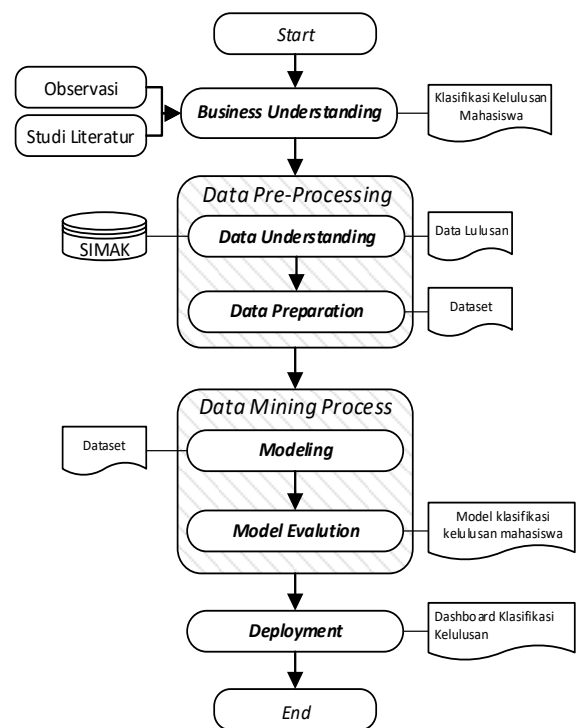 Start
Observasi
Studi Literatur
Business Understanding
Klasifikasi Kelulusan
Mahasiswa
Data Pre-Processing
SIMAK
Data Understanding
Data Lulusan
Data Preparation
Dataset
Data Mining Process
Dataset
Modeling
Model Evalution
Model klasifikasi
kelulusan mahasiswa
Deployment
Dashboard Klasifikasi
Kelulusan
End